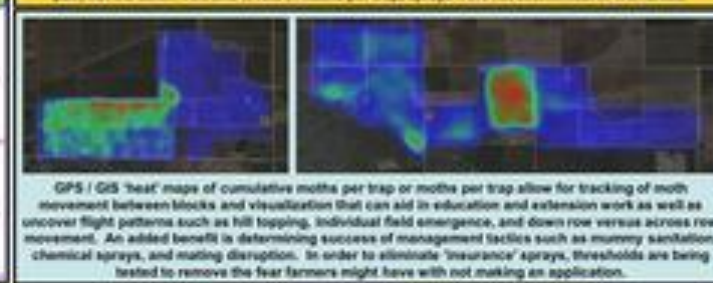 GPS / GIS 'heat' maps of cumulative moths per trap or moths per trap allow for tracking of moth
movement between blocks and visualization that can aid in education and extension work as well as
uncover flight patterns such as hill topping, individual field emergence, and down row versus across row
movement. An added benefit is determining success of management tactics such as mummy sanitation,
chemical sprays, and mating disruption. In order to eliminate 'insurance' sprays, thresholds are being
tested to remove the fear farmers might have with not making an application.